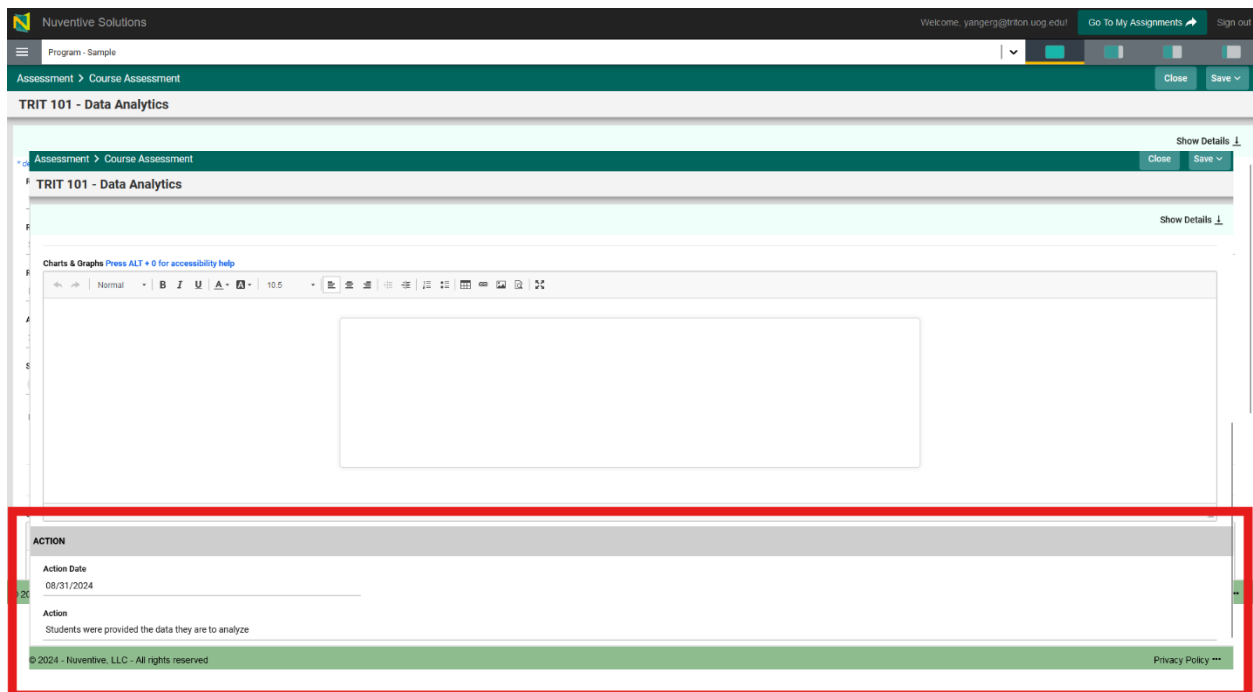 Nuventive Solutions
Welcome, yangerg@triton.uog.edu!
Go To My Assignments
Sign out
Program - Sample
Assessment > Course Assessment
Close
Save
TRIT 101 - Data Analytics
Show Details
Assessment > Course Assessment
Close
Save
TRIT 101 - Data Analytics
Show Details
Charts & Graphs Press ALT + 0 for accessibility help
Normal
B I U A A 10.5
ACTION
Action Date
08/31/2024
Action
Students were provided the data they are to analyze
© 20
© 2024 - Nuventive, LLC - All rights reserved
Privacy Policy